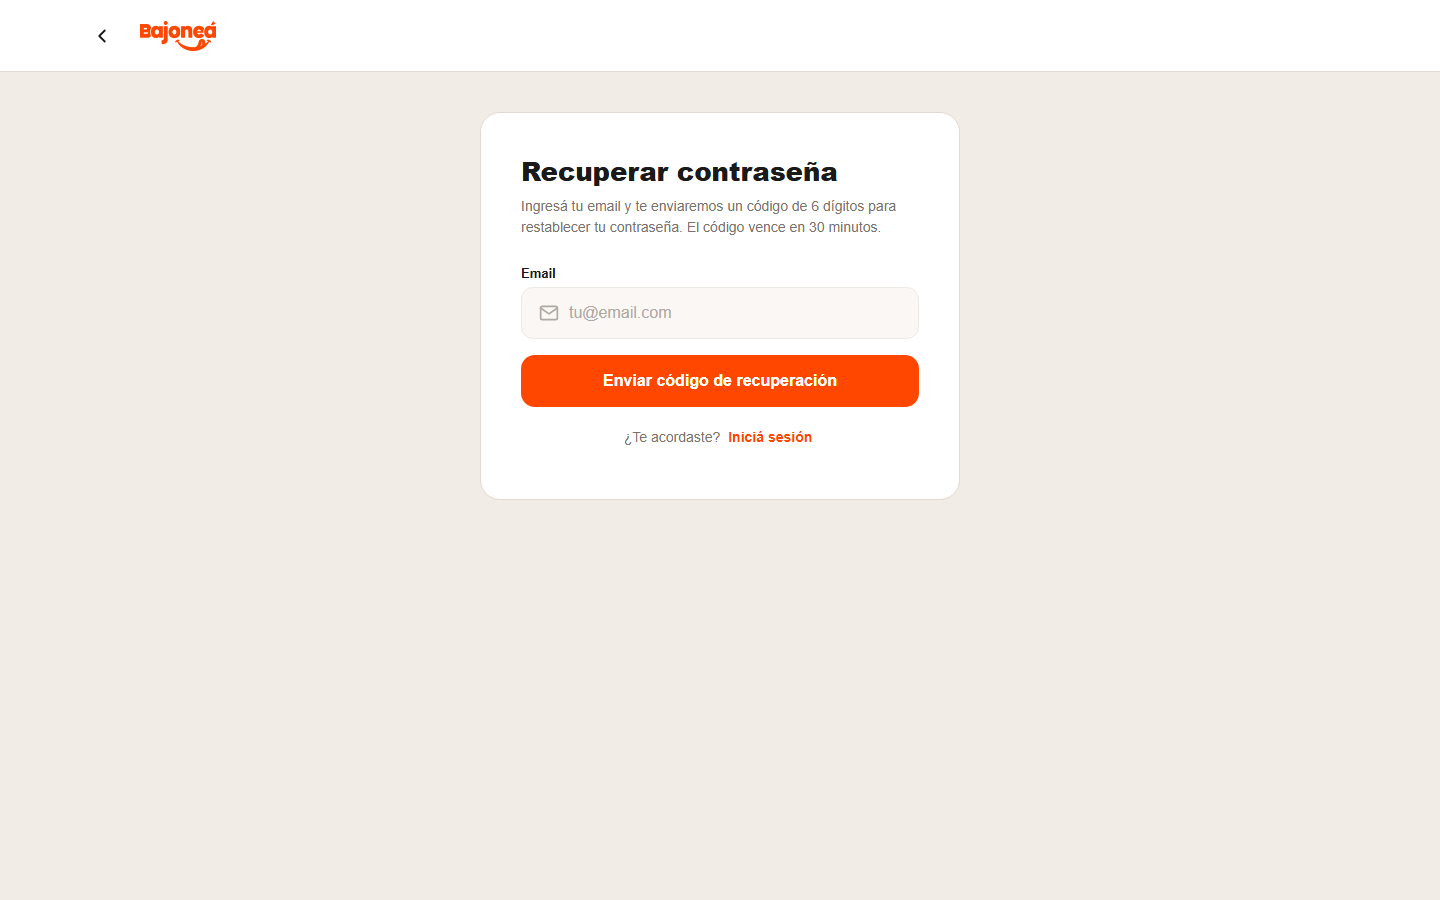 Bajoneá
Recuperar contraseña
Ingresá tu email y te enviaremos un código de 6 dígitos para
restablecer tu contraseña. El código vence en 30 minutos.
Email
tu@email.com
Enviar código de recuperación
¿Te acordaste? Iniciá sesión